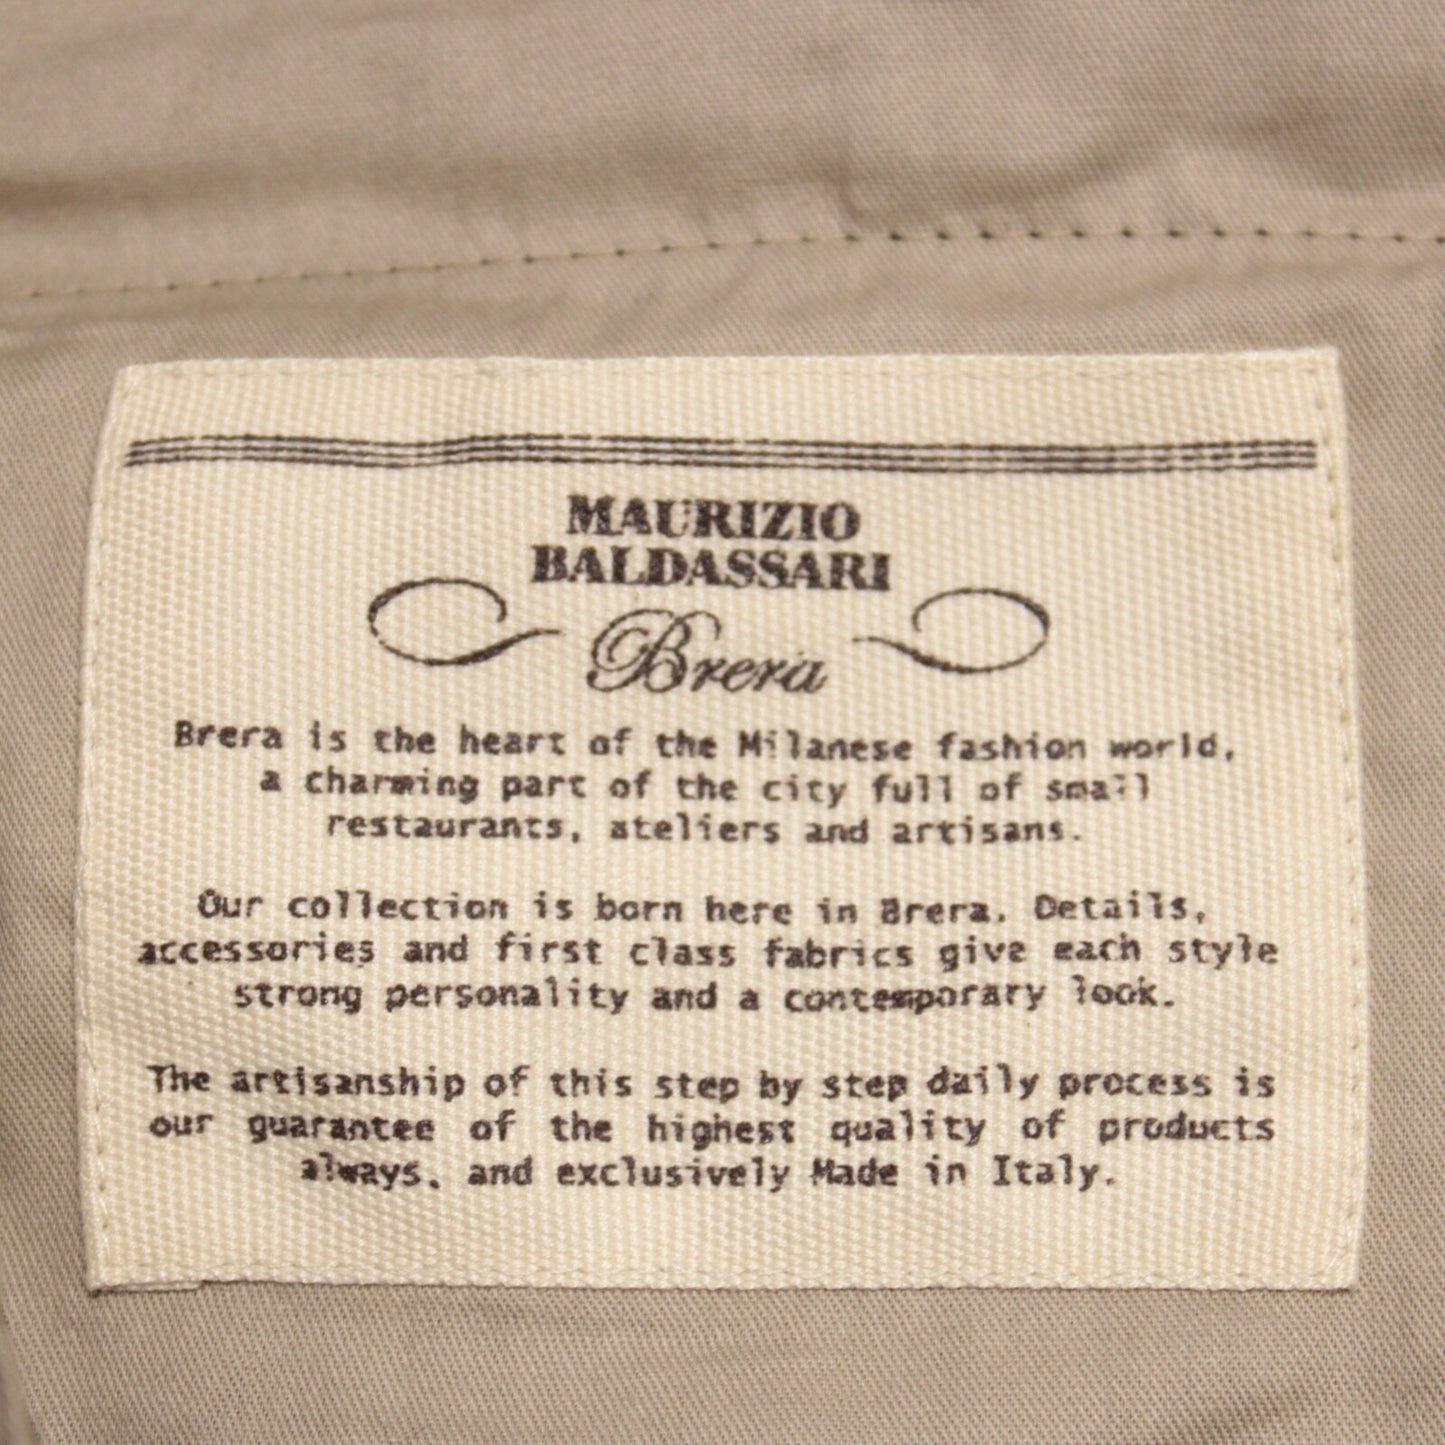 MAURIZIO
BALDASSARI
Brera
Brera is the heart of the Milanese fashion world,
a charming part of the city full of small
restaurants, ateliers and artisans.
Our collection is born here in Brera. Details,
accessories and first class fabrics give each style
strong personality and a contemporary look.
The artisanship of this step by step daily process is
our guarantee of the highest quality of products
always, and exclusively Made in Italy.